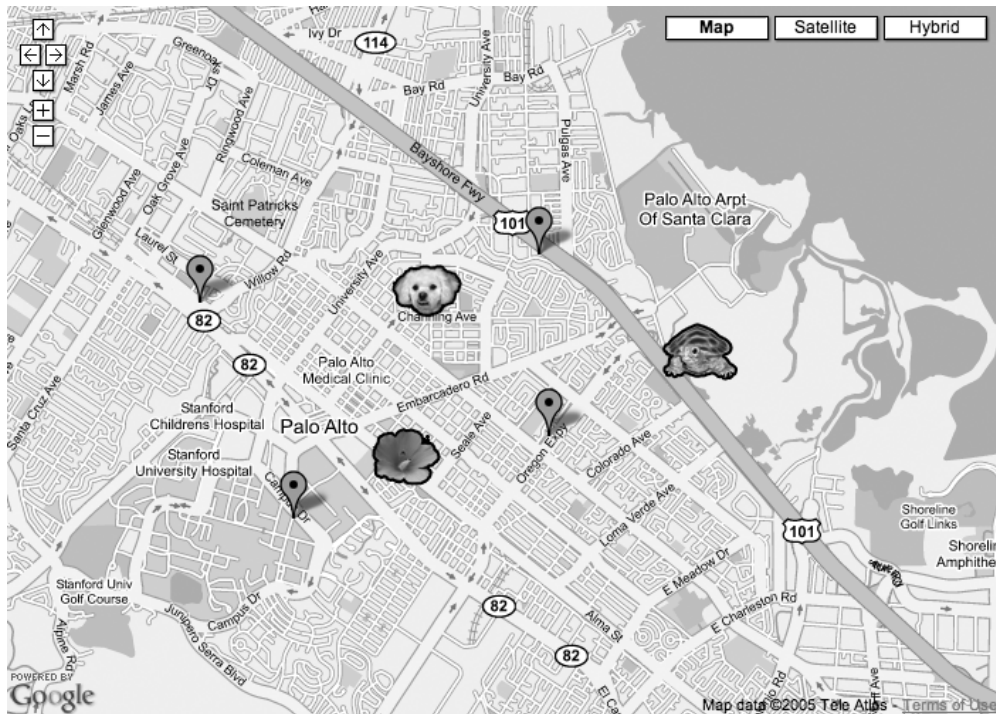 Map
Satellite
Hybrid
Ivy Dr
114
University Ave
Marsh Rd
James Ave
Ringwood Ave
Bay Rd
Bay Rd
Pulgas Ave
Bayshore Fwy
Oak Grove Ave
Coleman Ave
Glenwood Ave
Saint Patricks
Cemetery
Palo Alto Arpt
Of Santa Clara
101
Laurel St
Willow Rd
University Ave
82
Channing Ave
82
Palo Alto
Medical Clinic
Embarcadero Rd
Santa Cruz Ave
Stanford
Childrens Hospital
Palo Alto
Seale Ave
Oregon Expy
Colorado Ave
Stanford
University Hospital
Campus Dr
Loma Verde Ave
Shoreline
Golf Links
101
E Meadow Dr
Stanford Univ
Golf Course
Campus Dr
Junipero Serra Blvd
Alpine Rd
82
Alma St
E Charleston Rd
82
POWERED BY
Google
Map data ©2005 Tele Atlas - Terms of Use